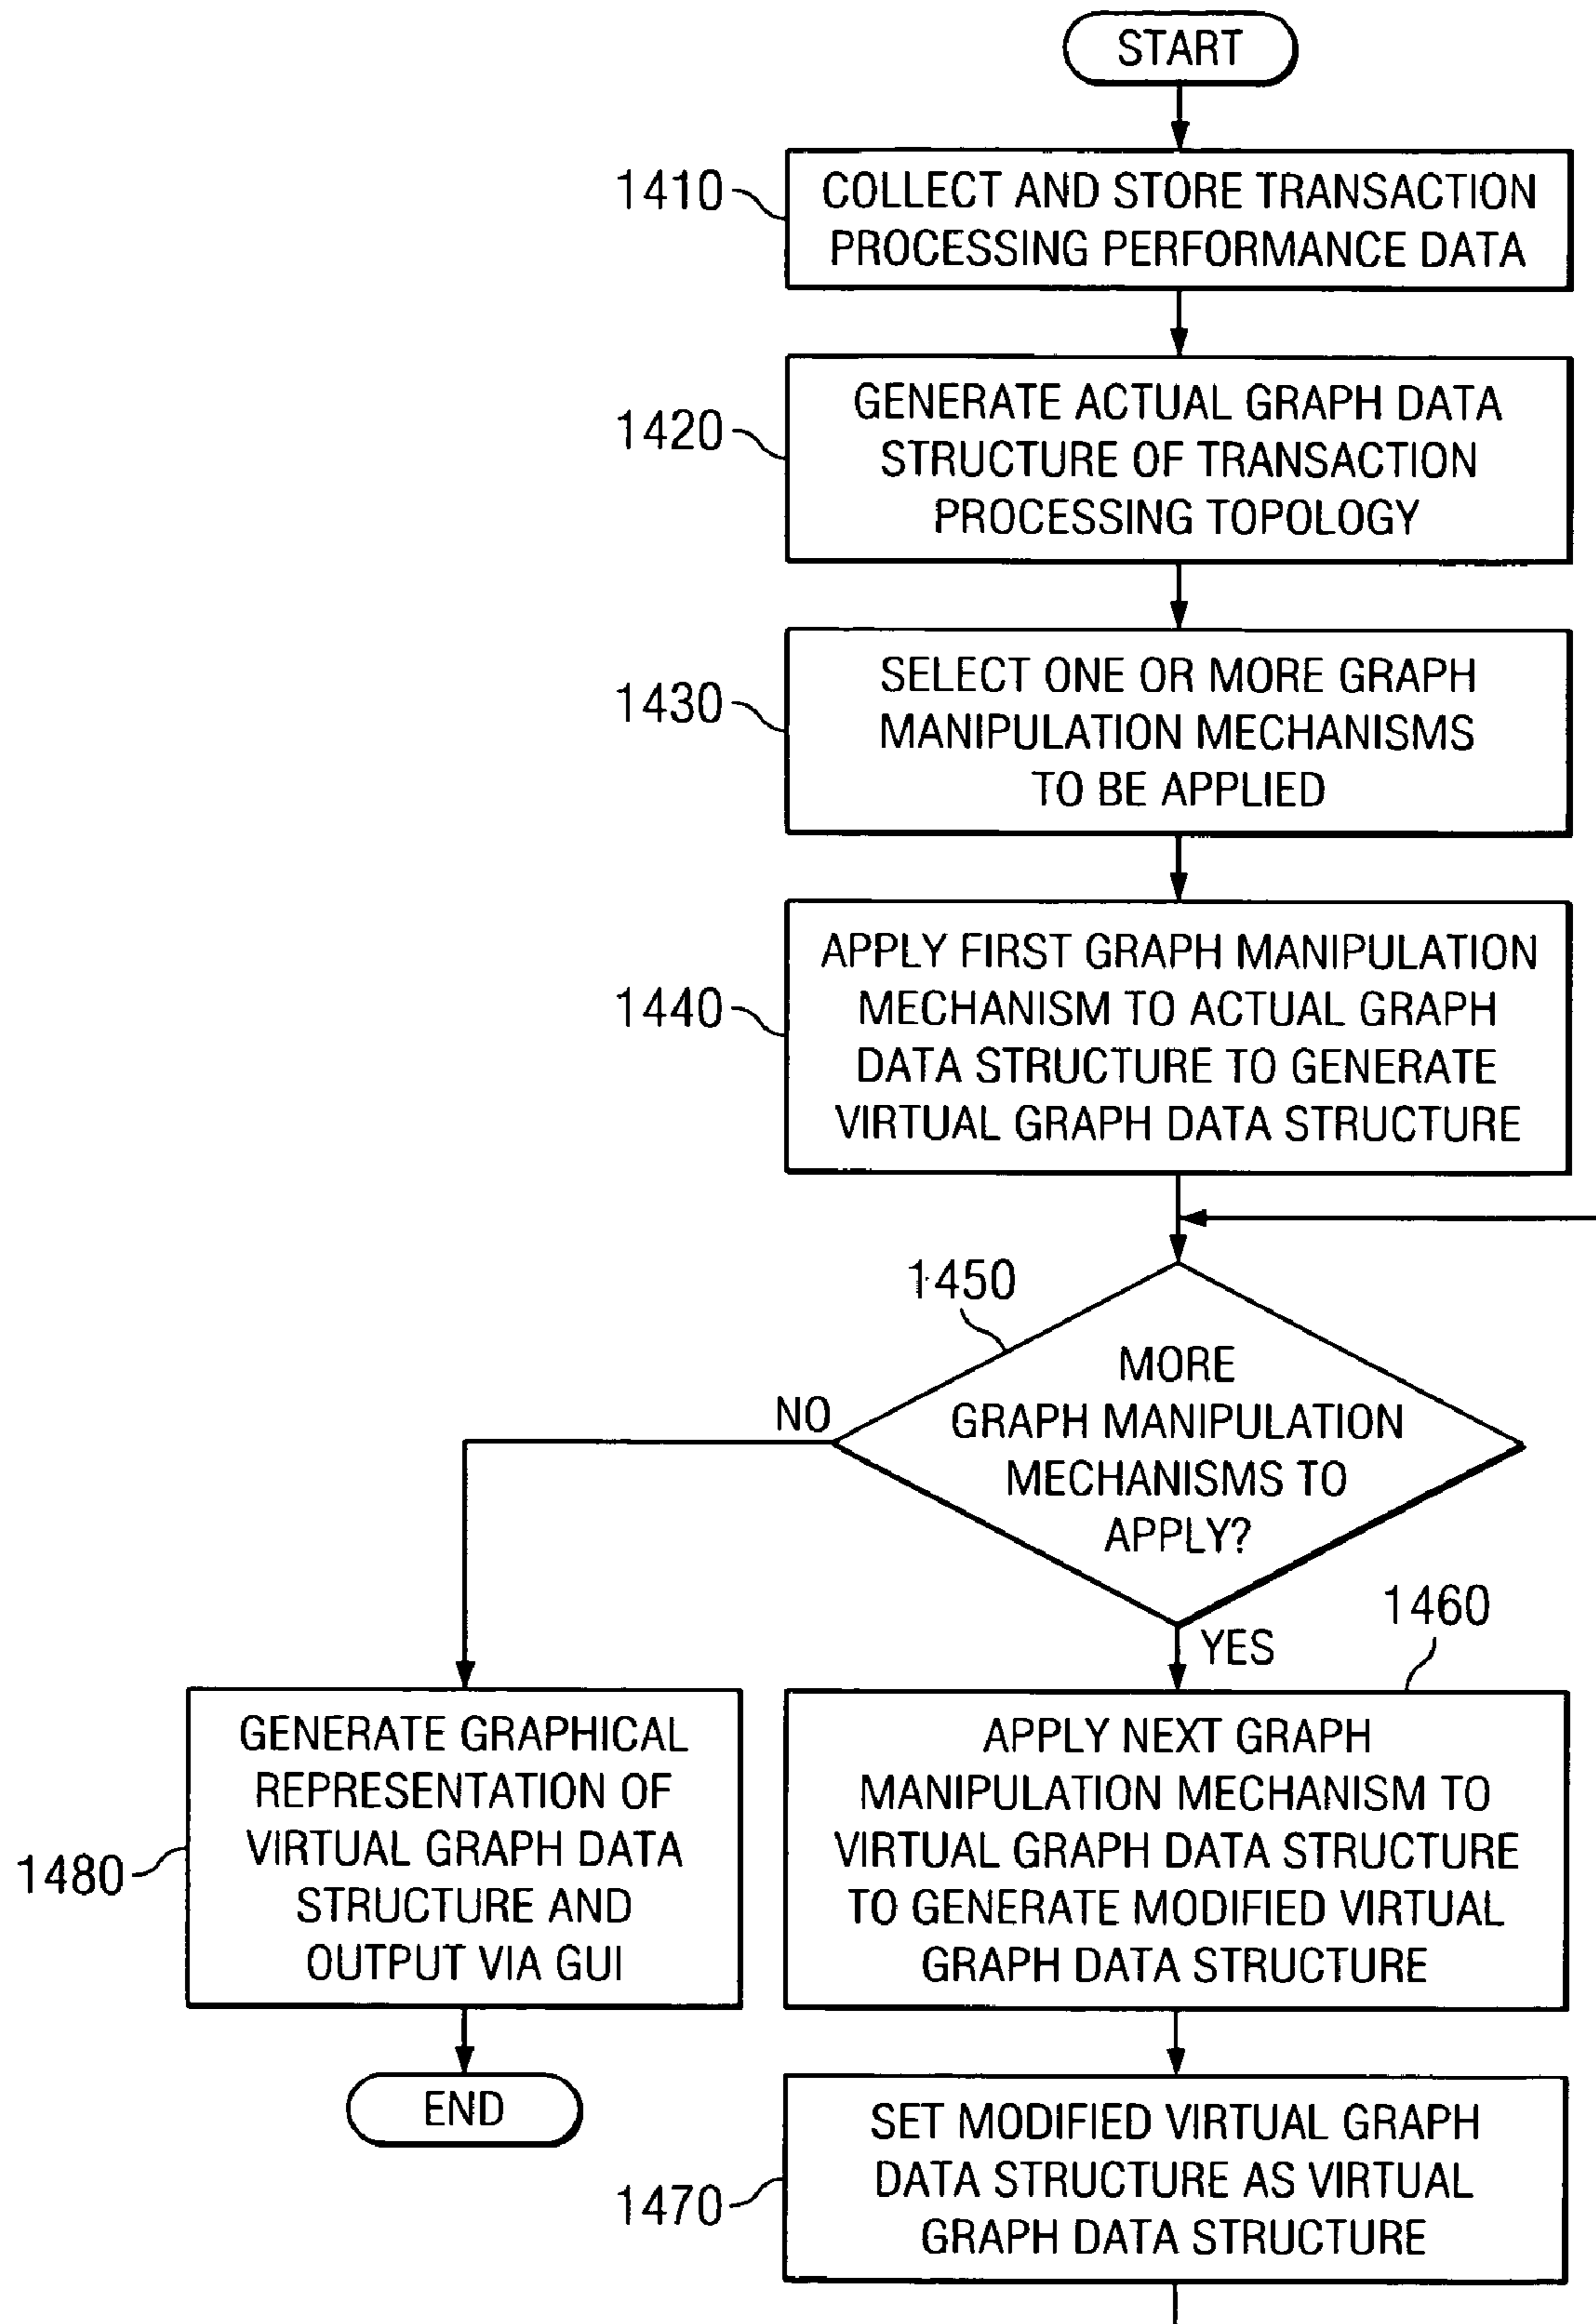 START
1410
COLLECT AND STORE TRANSACTION
PROCESSING PERFORMANCE DATA
1420
GENERATE ACTUAL GRAPH DATA
STRUCTURE OF TRANSACTION
PROCESSING TOPOLOGY
1430
SELECT ONE OR MORE GRAPH
MANIPULATION MECHANISMS
TO BE APPLIED
1440
APPLY FIRST GRAPH MANIPULATION
MECHANISM TO ACTUAL GRAPH
DATA STRUCTURE TO GENERATE
VIRTUAL GRAPH DATA STRUCTURE
1450
MORE
GRAPH MANIPULATION
MECHANISMS TO
APPLY?
NO
YES
1460
APPLY NEXT GRAPH
MANIPULATION MECHANISM TO
VIRTUAL GRAPH DATA STRUCTURE
TO GENERATE MODIFIED VIRTUAL
GRAPH DATA STRUCTURE
1480
GENERATE GRAPHICAL
REPRESENTATION OF
VIRTUAL GRAPH DATA
STRUCTURE AND
OUTPUT VIA GUI
END
1470
SET MODIFIED VIRTUAL GRAPH
DATA STRUCTURE AS VIRTUAL
GRAPH DATA STRUCTURE